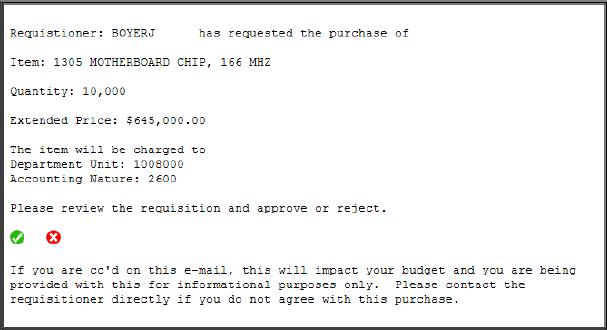 Requistioner: BOYERJ has requested the purchase of
Item: 1305 MOTHERBOARD CHIP, 166 MHZ
Quantity: 10,000
Extended Price: $645,000.00
The item will be charged to
Department Unit: 1008000
Accounting Nature: 2600
Please review the requisition and approve or reject.
If you are cc'd on this e-mail, this will impact your budget and you are being
provided with this for informational purposes only. Please contact the
requisitioner directly if you do not agree with this purchase.